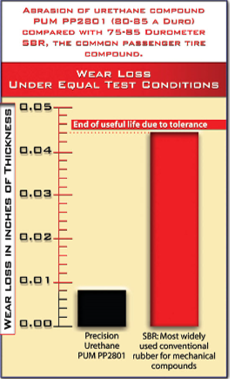 Abrasion of urethane compound
PUM PP2801 (80-85 A Duro)
compared with 75-85 Durometer
SBR, the common passenger tire
compound.
Wear Loss
Under Equal Test Conditions
Wear loss in inches of Thickness
0.05
0.04
0.03
0.02
0.01
0.00
End of useful life due to tolerance
Precision
Urethane
PUM PP2801
SBR: Most widely
used conventional
rubber for mechanical
compounds